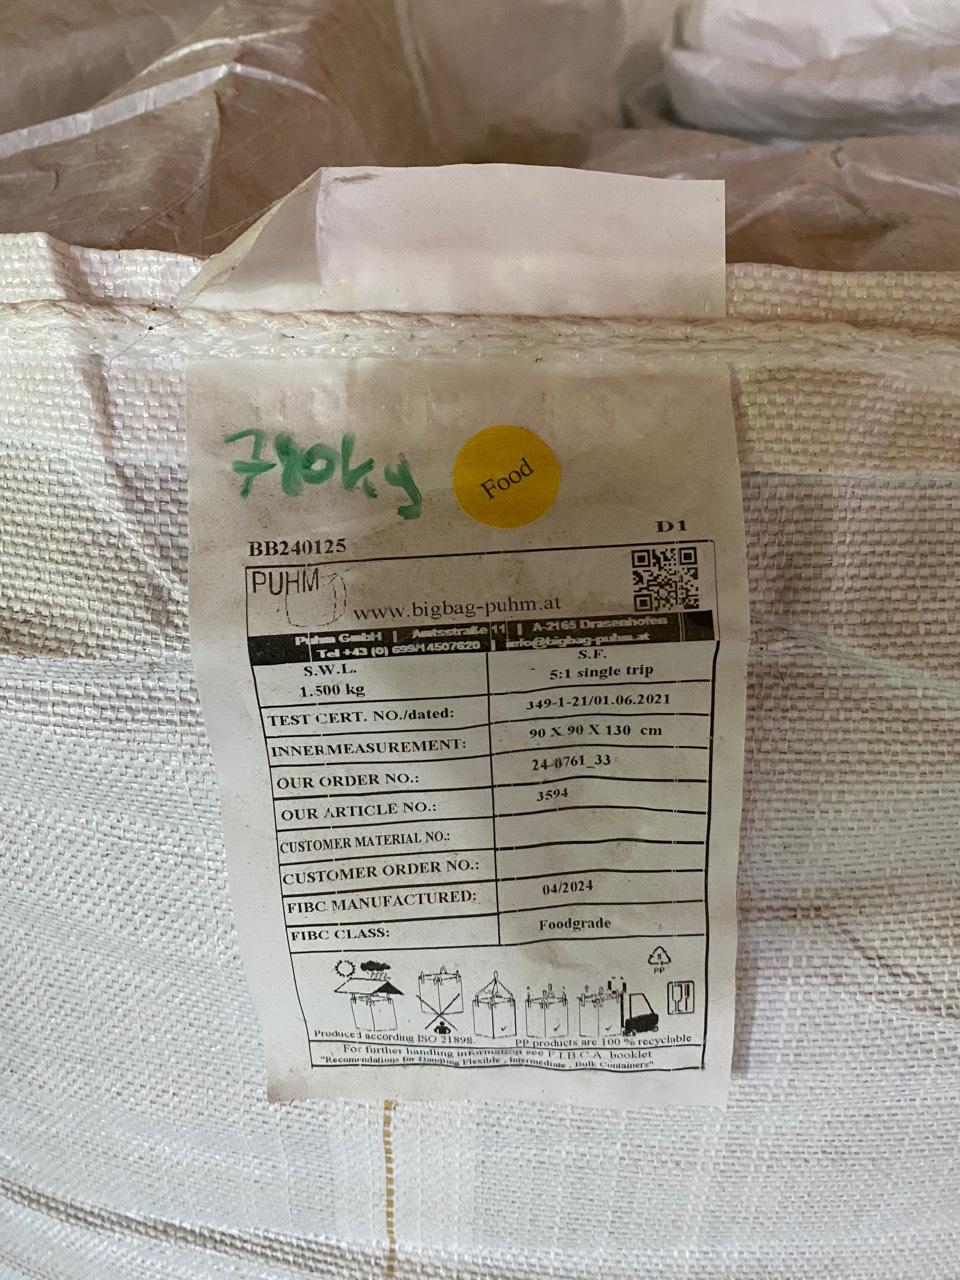 780kg
Food
BB240125
D1
PUHM
www.bigbag-puhm.at
Puhm GmbH | Amtsstraße 11 | A-2165 Drasenhofen
Tel +43 (0) 699/14507620 | info@bigbag-puhm.at
S.W.L.
1.500 kg
S.F.
5:1 single trip
TEST CERT. NO./dated: 349-1-21/01.06.2021
INNERMEASUREMENT: 90 X 90 X 130 cm
OUR ORDER NO.: 24-0761_33
OUR ARTICLE NO.: 3594
CUSTOMER MATERIAL NO.:
CUSTOMER ORDER NO.:
FIBC MANUFACTURED: 04/2024
FIBC CLASS: Foodgrade
5
PP
Produced according ISO 21898 PP products are 100 % recyclable
For further handling information see F.I.B.C.A. booklet
"Recomendations for Handling Flexible , Intermediate , Bulk Containers"